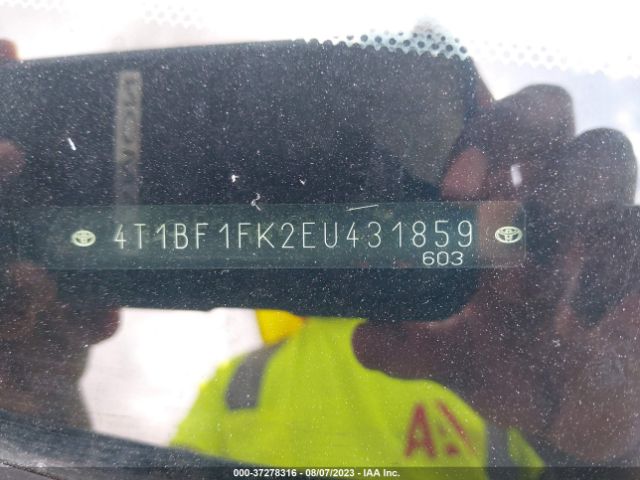 4T1BF1FK2EU431859
603
000-37278316 - 08/07/2023 - IAA Inc.